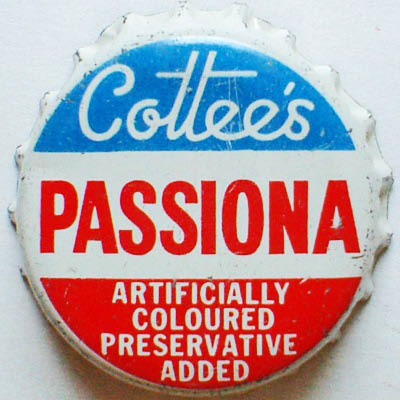 Cottee's
PASSIONA
ARTIFICIALLY
COLOURED
PRESERVATIVE
ADDED